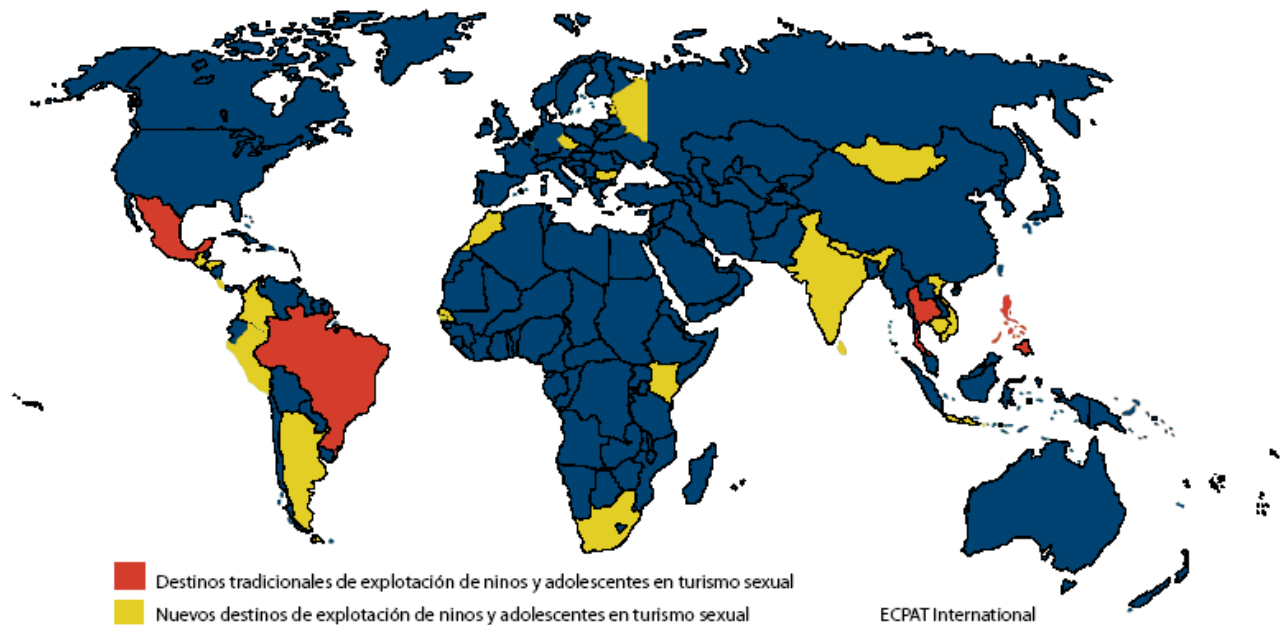 Destinos tradicionales de explotación de ninos y adolescentes en turismo sexual
Nuevos destinos de explotación de ninos y adolescentes en turismo sexual
ECPAT International